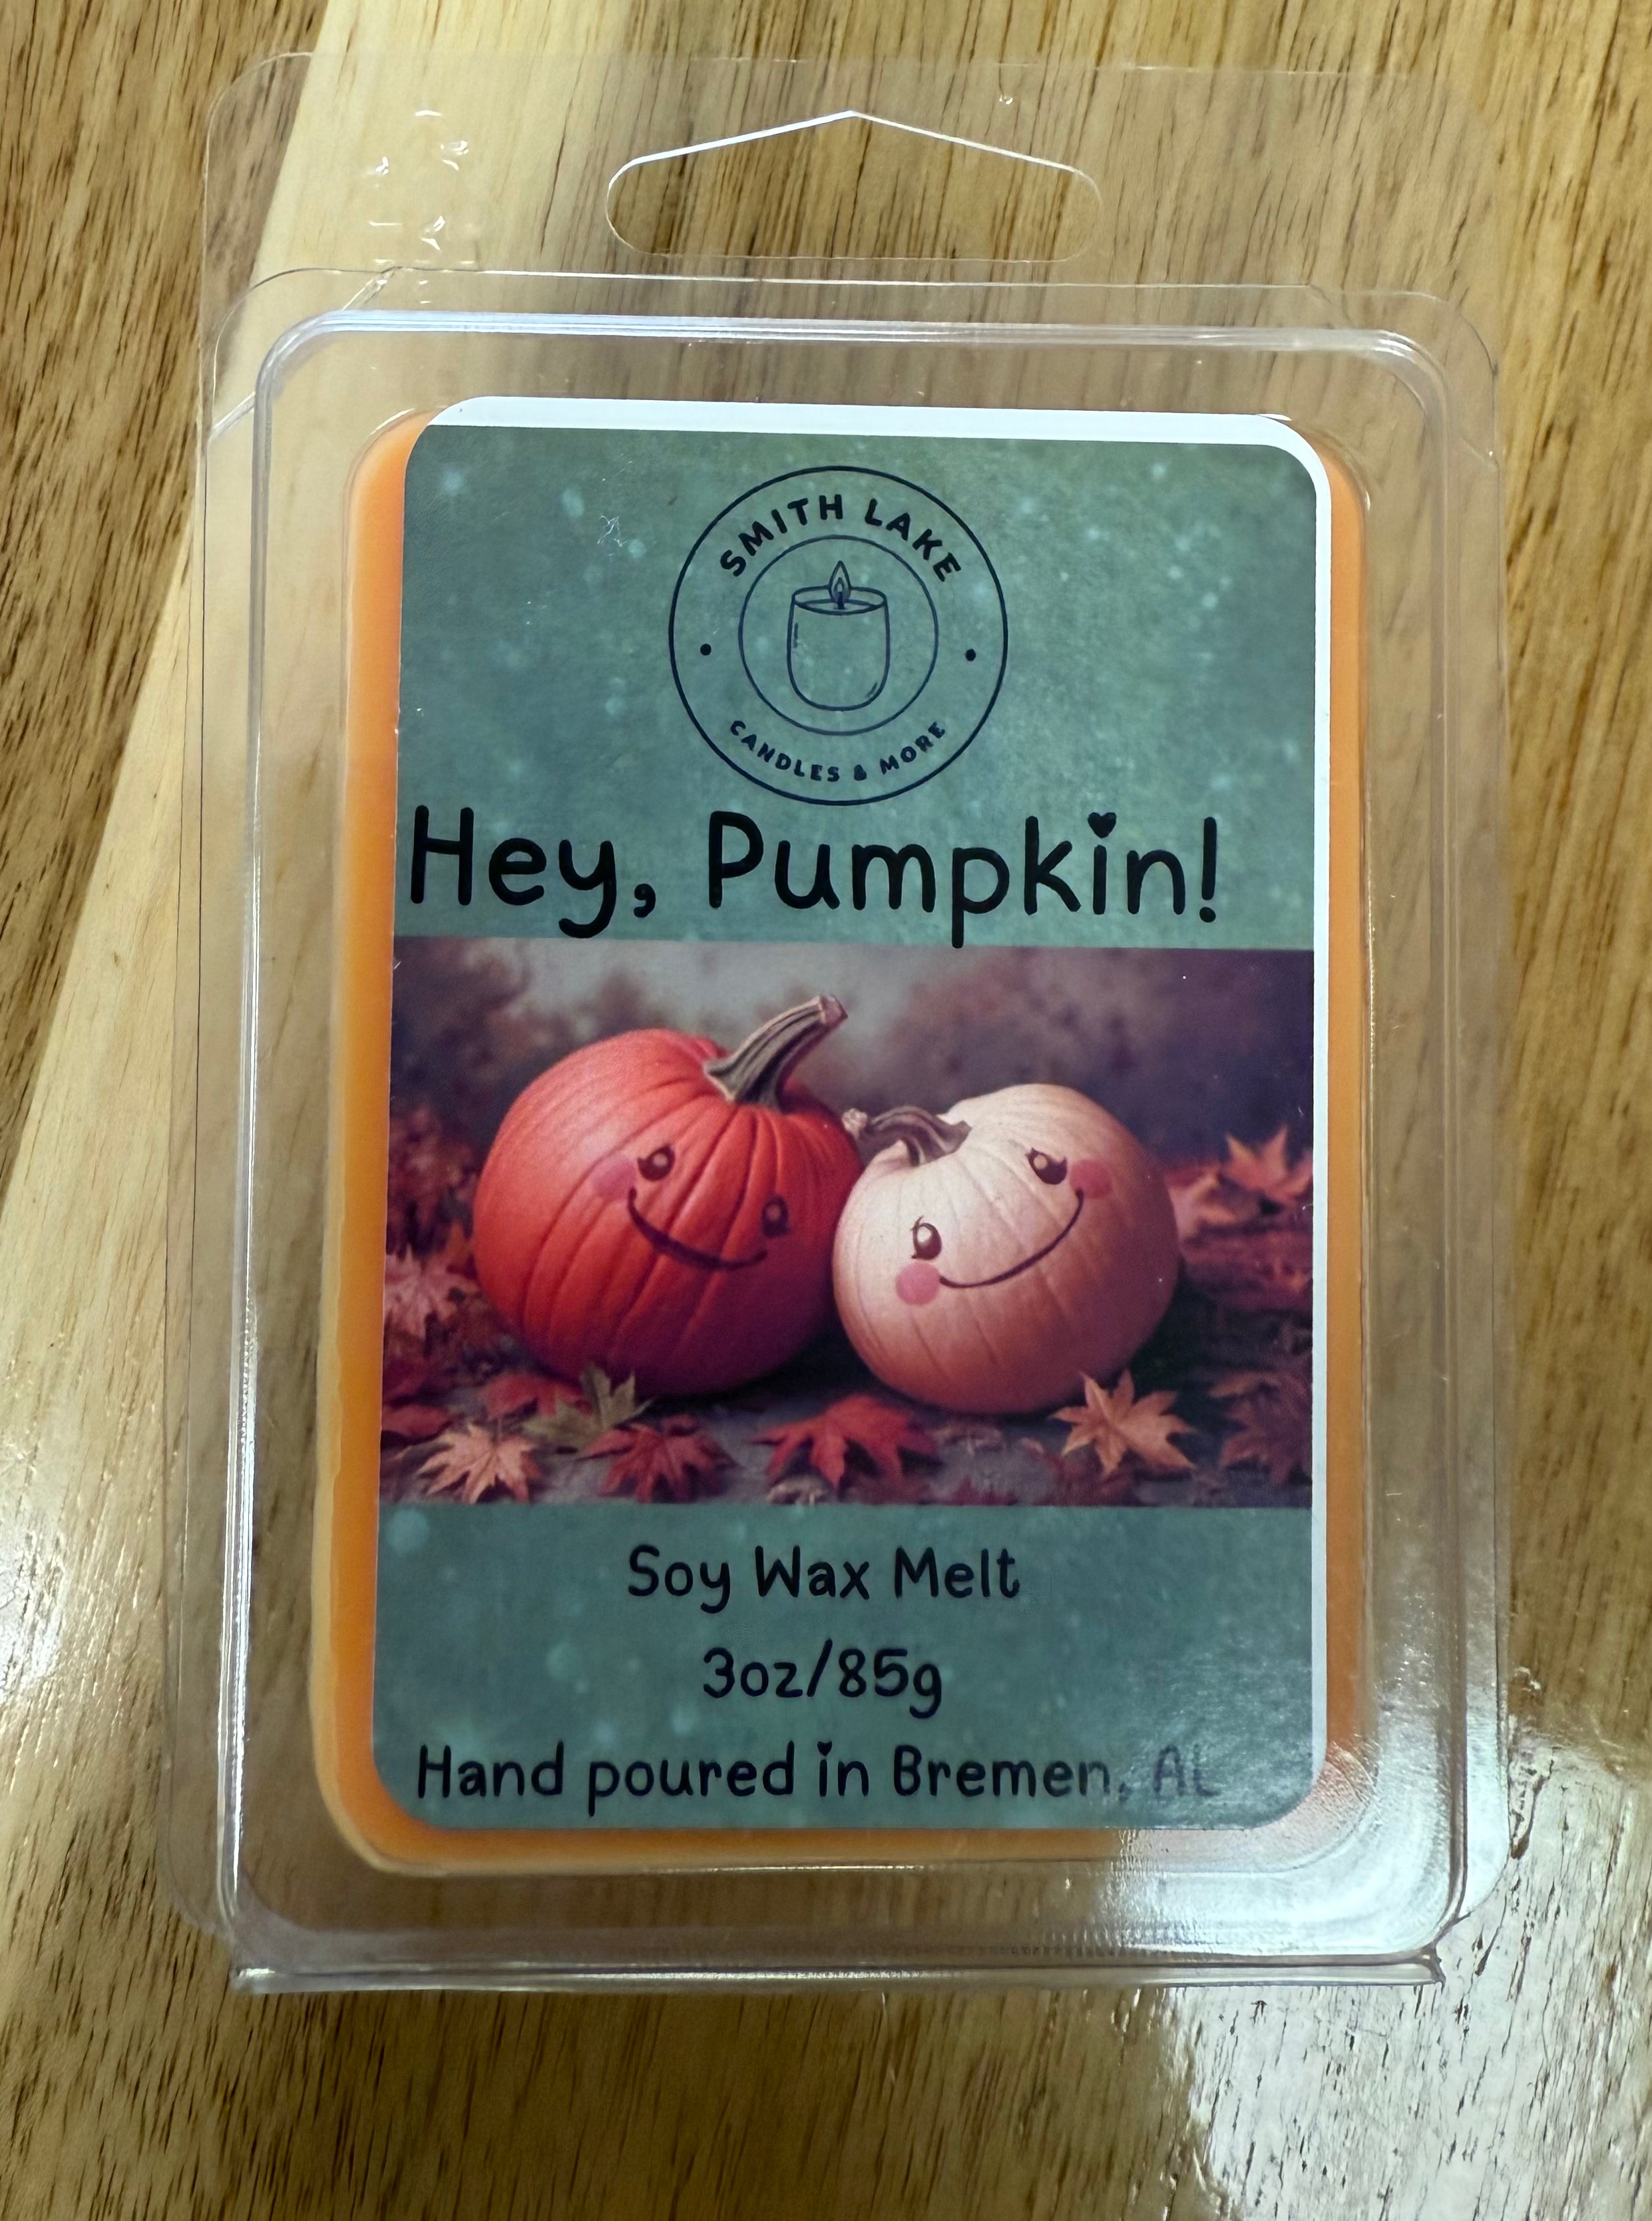 SMITH LAKE
CANDLES & MORE
Hey, Pumpkin!
Soy Wax Melt
3oz/85g
Hand poured in Bremen, AL